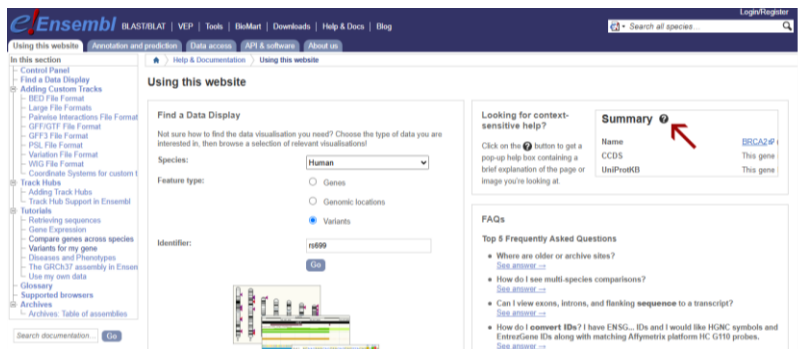 Login/Register
e!Ensembl BLAST/BLAT | VEP | Tools | BioMart | Downloads | Help & Docs | Blog
Search all species...
Using this website Annotation and prediction Data access API & software About us
In this section
Control Panel
Find a Data Display
Adding Custom Tracks
BED File Format
Large File Formats
Pairwise Interactions File Format
GFF/GTF File Format
GFF3 File Format
PSL File Format
Variation File Format
WIG File Format
Coordinate Systems for custom t
Track Hubs
Adding Track Hubs
Track Hub Support in Ensembl
Tutorials
Retrieving sequences
Gene Expression
Compare genes across species
Variants for my gene
Diseases and Phenotypes
The GRCh37 assembly in Ensem
Use my own data
Glossary
Supported browsers
Archives
Archives: Table of assemblies
Search documentation... Go
Help & Documentation Using this website
Using this website
Find a Data Display
Not sure how to find the data visualisation you need? Choose the type of data you are
interested in, then browse a selection of relevant visualisations!
Species: Human
Feature type: Genes
Genomic locations
Variants
Identifier: rs699
Go
Looking for context-
sensitive help?
Click on the ? button to get a
pop-up help box containing a
brief explanation of the page or
image you're looking at.
Summary ?
Name BRCA2
CCDS This gene
UniProtKB This gene
FAQs
Top 5 Frequently Asked Questions
Where are older or archive sites?
See answer →
How do I see multi-species comparisons?
See answer →
Can I view exons, introns, and flanking sequence to a transcript?
See answer →
How do I convert IDs? I have ENSG... IDs and I would like HGNC symbols and
EntrezGene IDs along with matching Affymetrix platform HC G110 probes.
See answer →